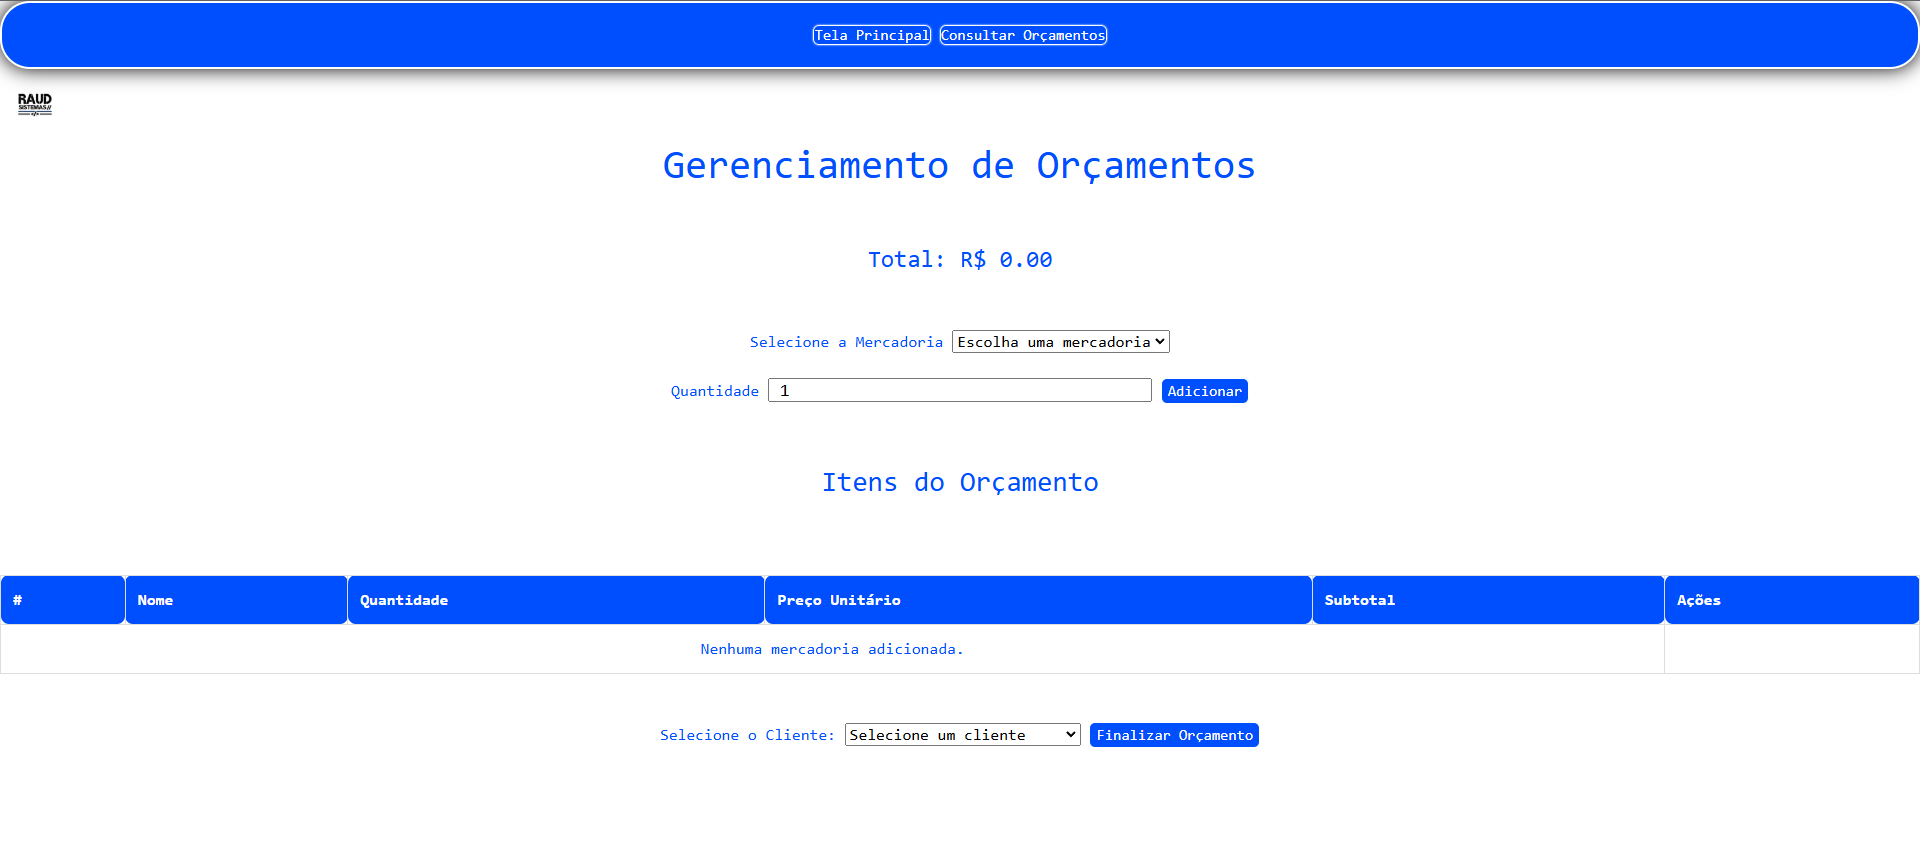 Tela Principal Consultar Orçamentos
RAUD
SISTEMAS//
</>
Gerenciamento de Orçamentos
Total: R$ 0.00
Selecione a Mercadoria Escolha uma mercadoria
Quantidade 1 Adicionar
Itens do Orçamento
# Nome Quantidade Preço Unitário Subtotal Ações
Nenhuma mercadoria adicionada.
Selecione o Cliente: Selecione um cliente Finalizar Orçamento